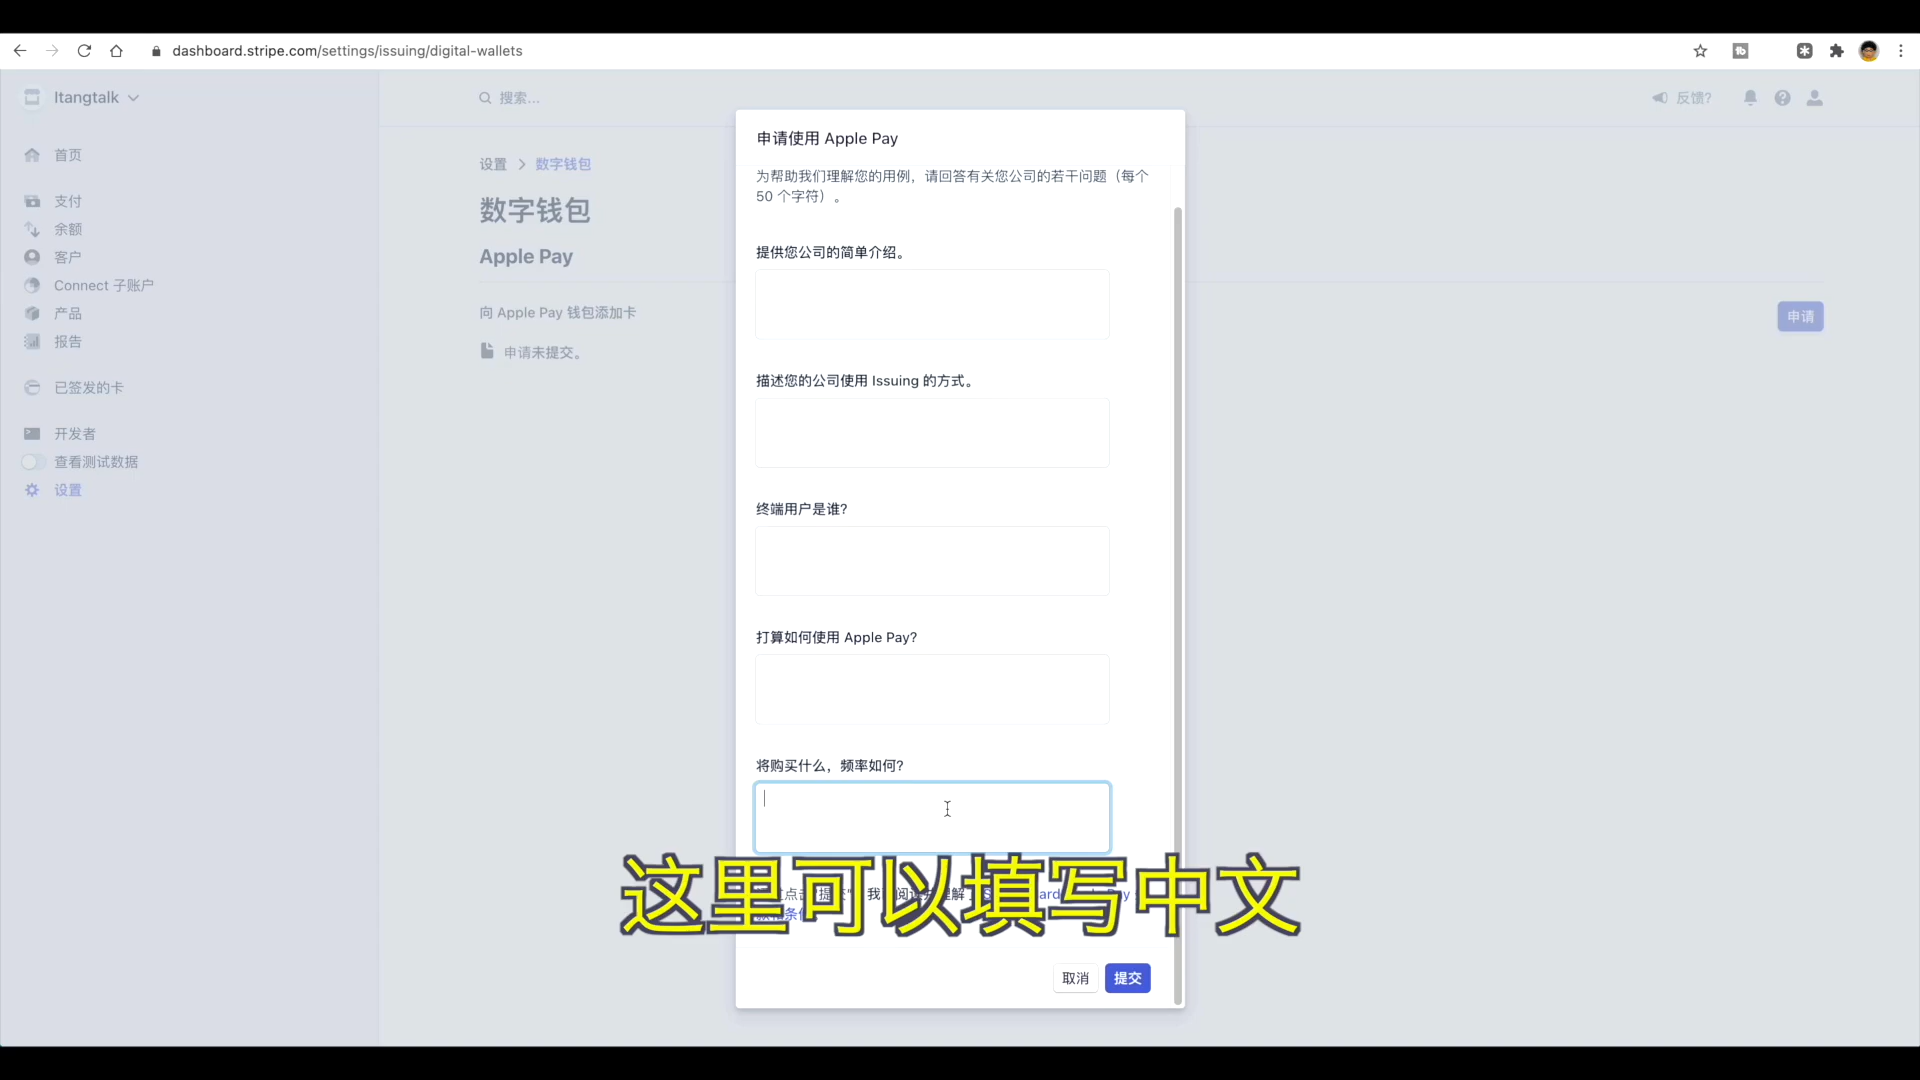 dashboard.stripe.com/settings/issuing/digital-wallets
ltangtalk
搜索...
反馈?
首页
支付
余额
客户
Connect 子账户
产品
报告
已签发的卡
开发者
查看测试数据
设置
设置 > 数字钱包
数字钱包
Apple Pay
向 Apple Pay 钱包添加卡
申请
申请未提交。
申请使用 Apple Pay
为帮助我们理解您的用例，请回答有关您公司的若干问题（每个
50 个字符）。
提供您公司的简单介绍。
描述您的公司使用 Issuing 的方式。
终端用户是谁?
打算如何使用 Apple Pay?
将购买什么，频率如何?
这里可以填写中文
取消
提交